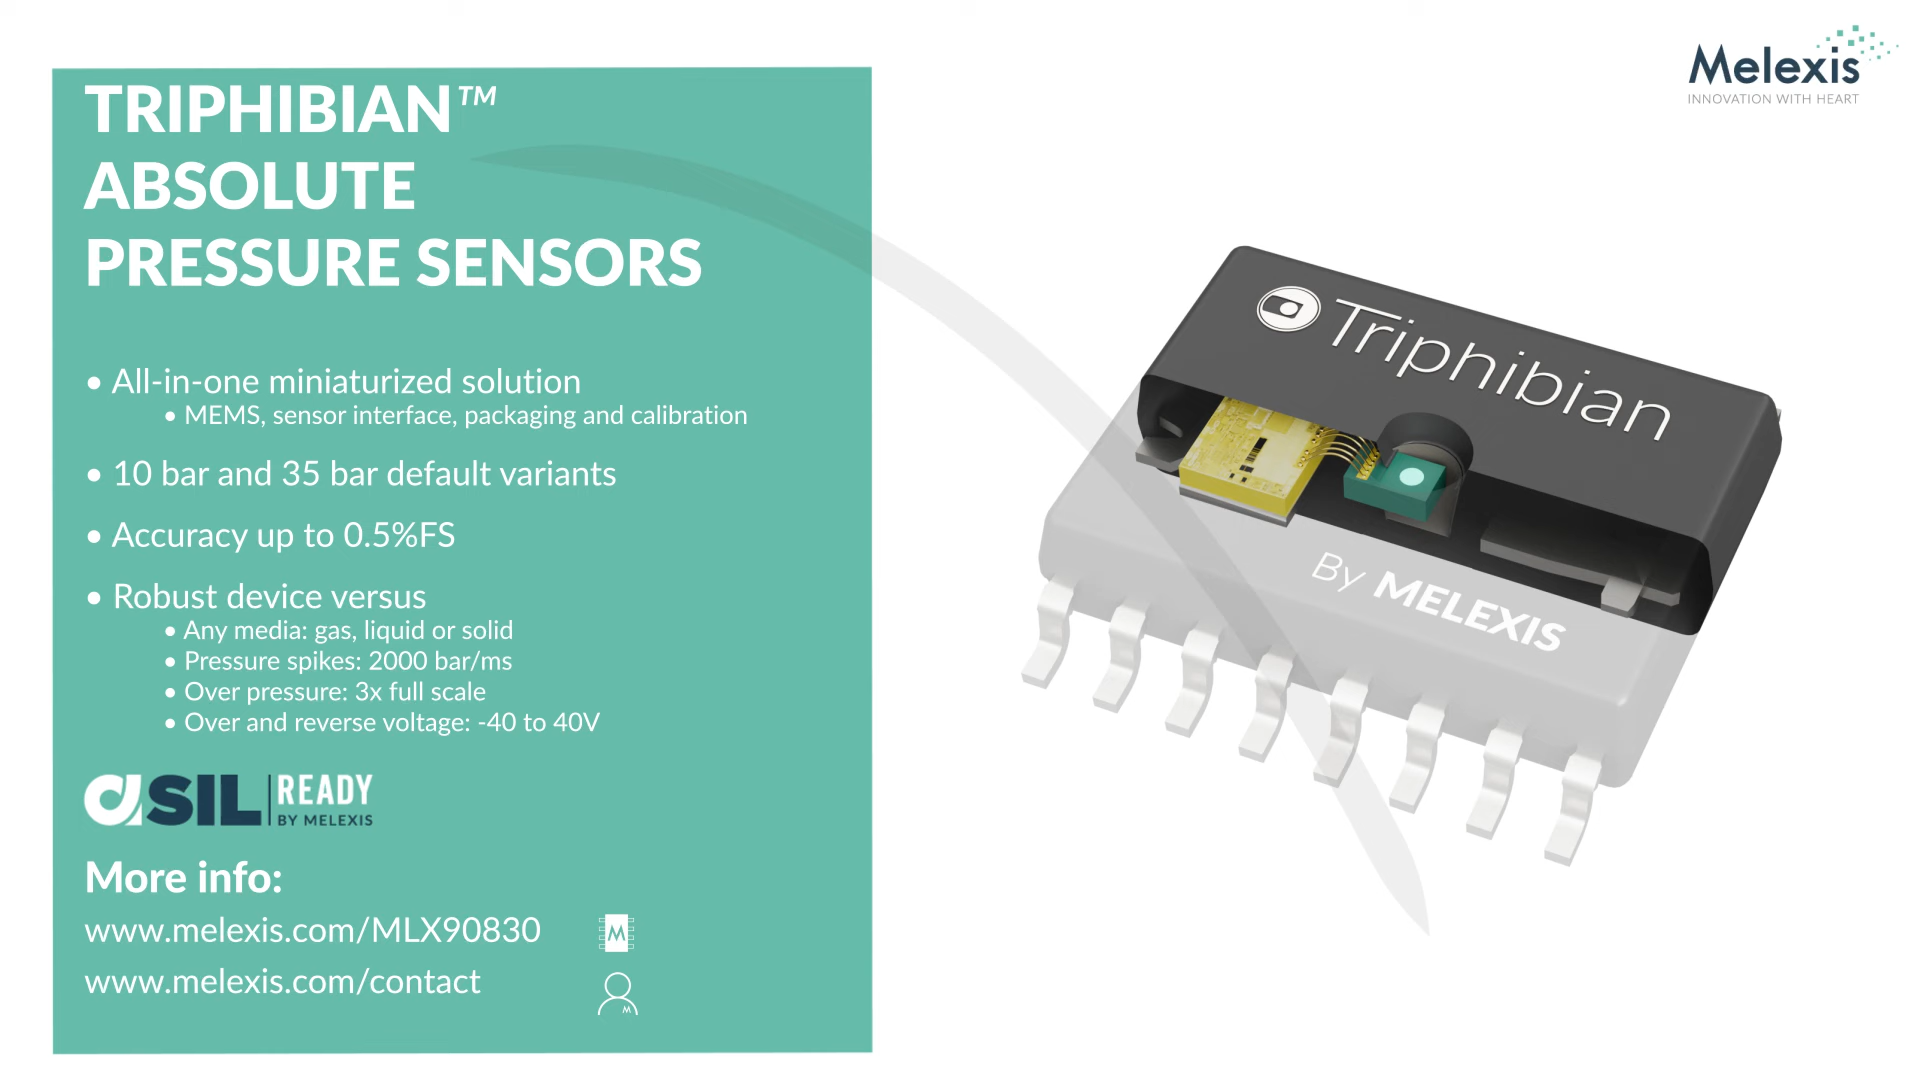 TRIPHIBIAN™
ABSOLUTE
PRESSURE SENSORS
• All-in-one miniaturized solution
• MEMS, sensor interface, packaging and calibration
• 10 bar and 35 bar default variants
• Accuracy up to 0.5%FS
• Robust device versus
• Any media: gas, liquid or solid
• Pressure spikes: 2000 bar/ms
• Over pressure: 3x full scale
• Over and reverse voltage: -40 to 40V
aSIL READY
BY MELEXIS
More info:
www.melexis.com/MLX90830
M
www.melexis.com/contact
M
Melexis
INNOVATION WITH HEART
Triphibian
By MELEXIS